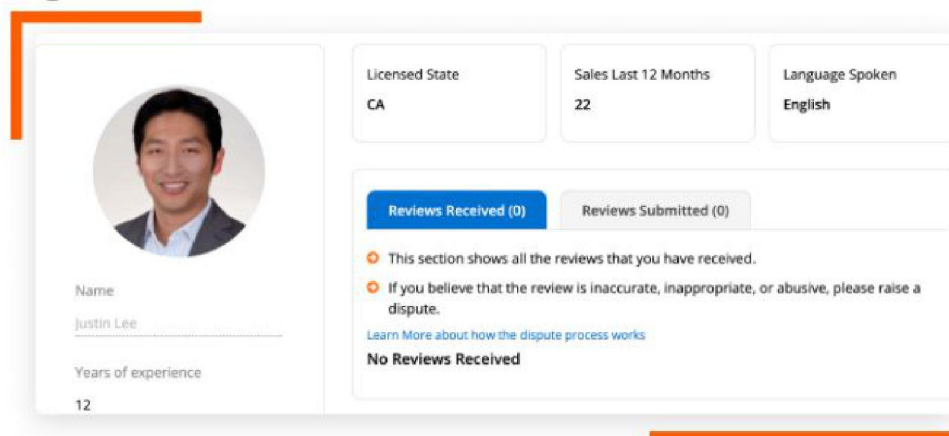 Licensed State
CA
Sales Last 12 Months
22
Language Spoken
English
Reviews Received (0)
Reviews Submitted (0)
This section shows all the reviews that you have received.
If you believe that the review is inaccurate, inappropriate, or abusive, please raise a
dispute.
Learn More about how the dispute process works
No Reviews Received
Name
Justin Lee
Years of experience
12